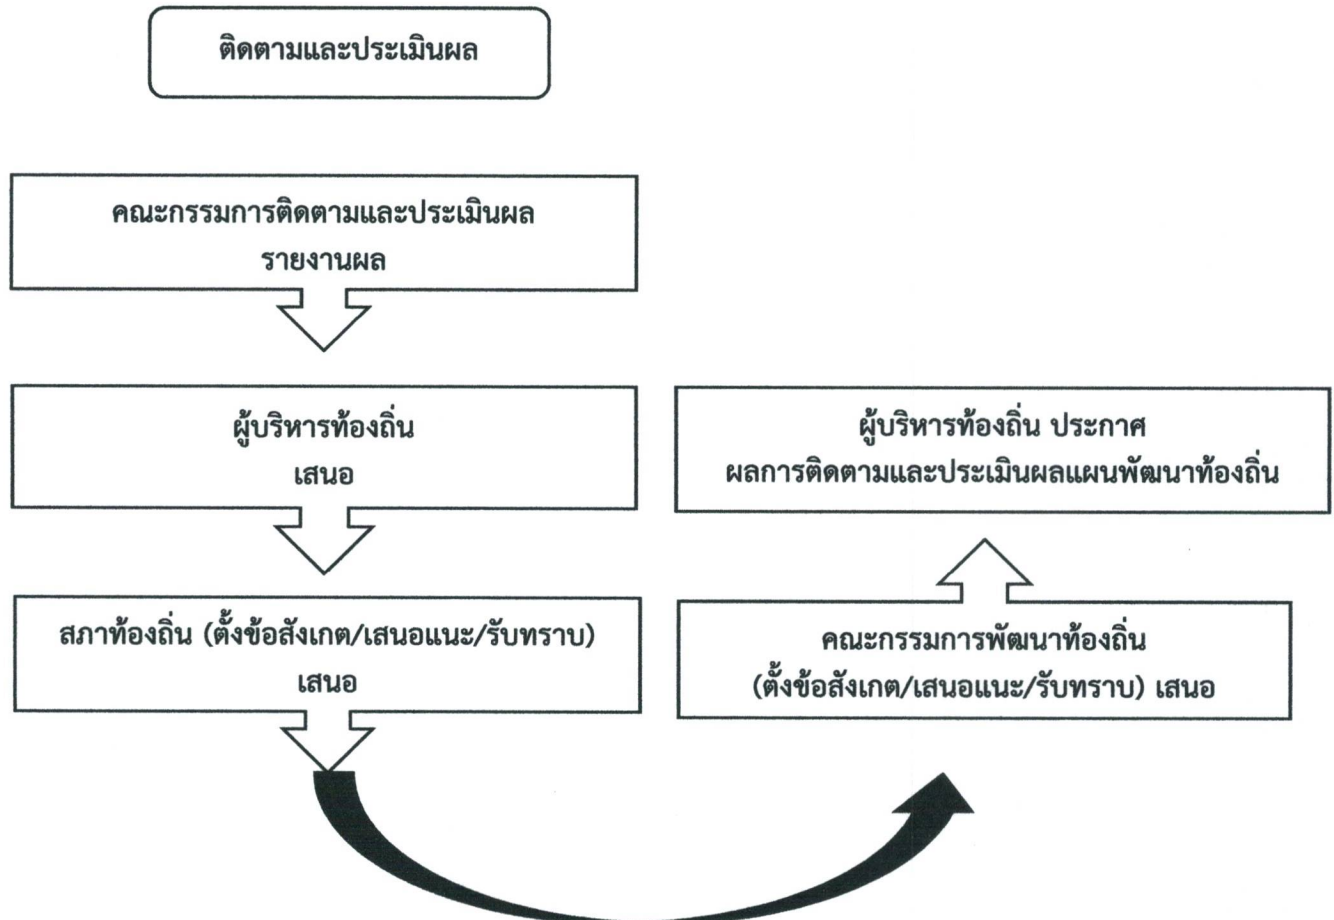 ติดตามและประเมินผล
คณะกรรมการติดตามและประเมินผล
รายงานผล
ผู้บริหารท้องถิ่น
เสนอ
สภาท้องถิ่น (ตั้งข้อสังเกต/เสนอแนะ/รับทราบ)
เสนอ
คณะกรรมการพัฒนาท้องถิ่น
(ตั้งข้อสังเกต/เสนอแนะ/รับทราบ) เสนอ
ผู้บริหารท้องถิ่น ประกาศ
ผลการติดตามและประเมินผลแผนพัฒนาท้องถิ่น